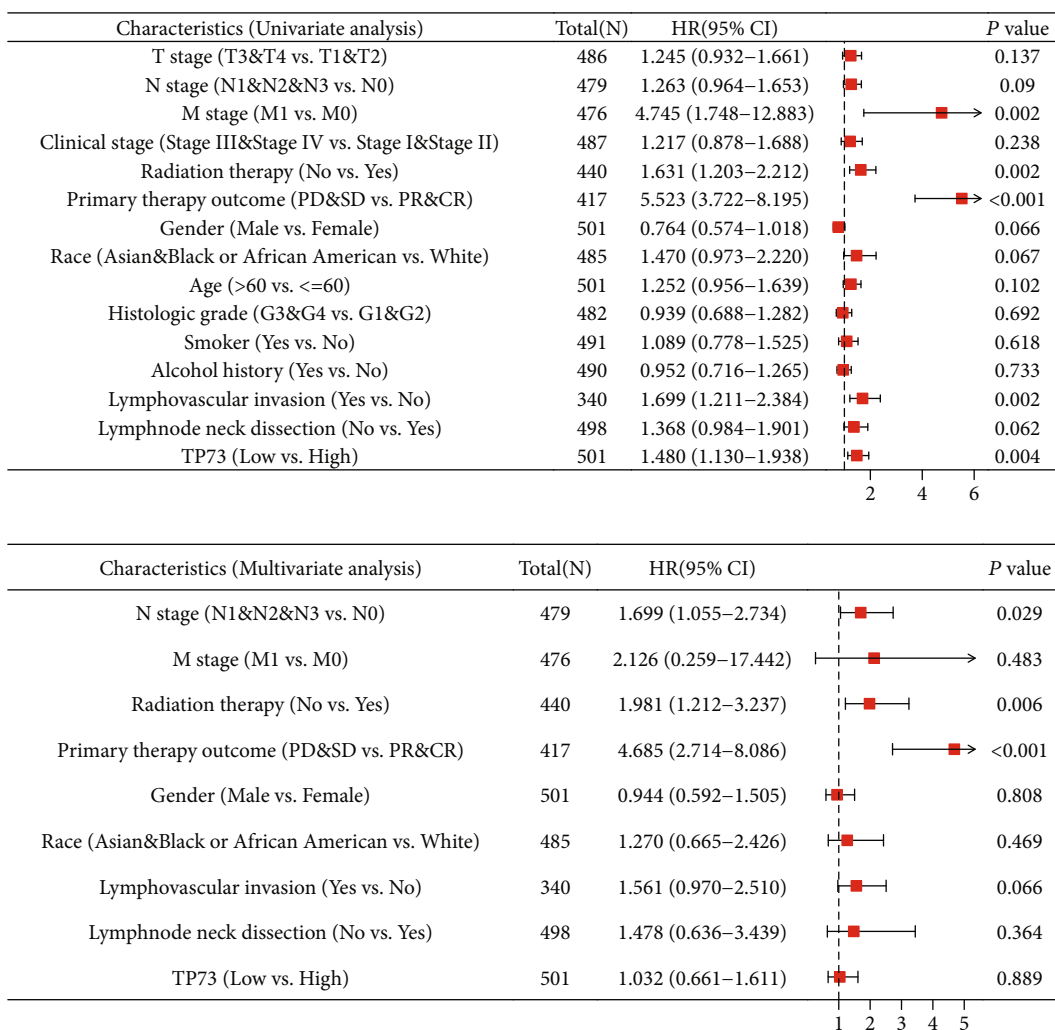 Characteristics (Univariate analysis) Total(N) HR(95% CI) P value
T stage (T3&T4 vs. T1&T2) 486 1.245 (0.932−1.661) 0.137
N stage (N1&N2&N3 vs. N0) 479 1.263 (0.964−1.653) 0.09
M stage (M1 vs. M0) 476 4.745 (1.748−12.883) 0.002
Clinical stage (Stage III&Stage IV vs. Stage I&Stage II) 487 1.217 (0.878−1.688) 0.238
Radiation therapy (No vs. Yes) 440 1.631 (1.203−2.212) 0.002
Primary therapy outcome (PD&SD vs. PR&CR) 417 5.523 (3.722−8.195) <0.001
Gender (Male vs. Female) 501 0.764 (0.574−1.018) 0.066
Race (Asian&Black or African American vs. White) 485 1.470 (0.973−2.220) 0.067
Age (>60 vs. <=60) 501 1.252 (0.956−1.639) 0.102
Histologic grade (G3&G4 vs. G1&G2) 482 0.939 (0.688−1.282) 0.692
Smoker (Yes vs. No) 491 1.089 (0.778−1.525) 0.618
Alcohol history (Yes vs. No) 490 0.952 (0.716−1.265) 0.733
Lymphovascular invasion (Yes vs. No) 340 1.699 (1.211−2.384) 0.002
Lymphnode neck dissection (No vs. Yes) 498 1.368 (0.984−1.901) 0.062
TP73 (Low vs. High) 501 1.480 (1.130−1.938) 0.004
2 4 6
Characteristics (Multivariate analysis) Total(N) HR(95% CI) P value
N stage (N1&N2&N3 vs. N0) 479 1.699 (1.055−2.734) 0.029
M stage (M1 vs. M0) 476 2.126 (0.259−17.442) 0.483
Radiation therapy (No vs. Yes) 440 1.981 (1.212−3.237) 0.006
Primary therapy outcome (PD&SD vs. PR&CR) 417 4.685 (2.714−8.086) <0.001
Gender (Male vs. Female) 501 0.944 (0.592−1.505) 0.808
Race (Asian&Black or African American vs. White) 485 1.270 (0.665−2.426) 0.469
Lymphovascular invasion (Yes vs. No) 340 1.561 (0.970−2.510) 0.066
Lymphnode neck dissection (No vs. Yes) 498 1.478 (0.636−3.439) 0.364
TP73 (Low vs. High) 501 1.032 (0.661−1.611) 0.889
1 2 3 4 5